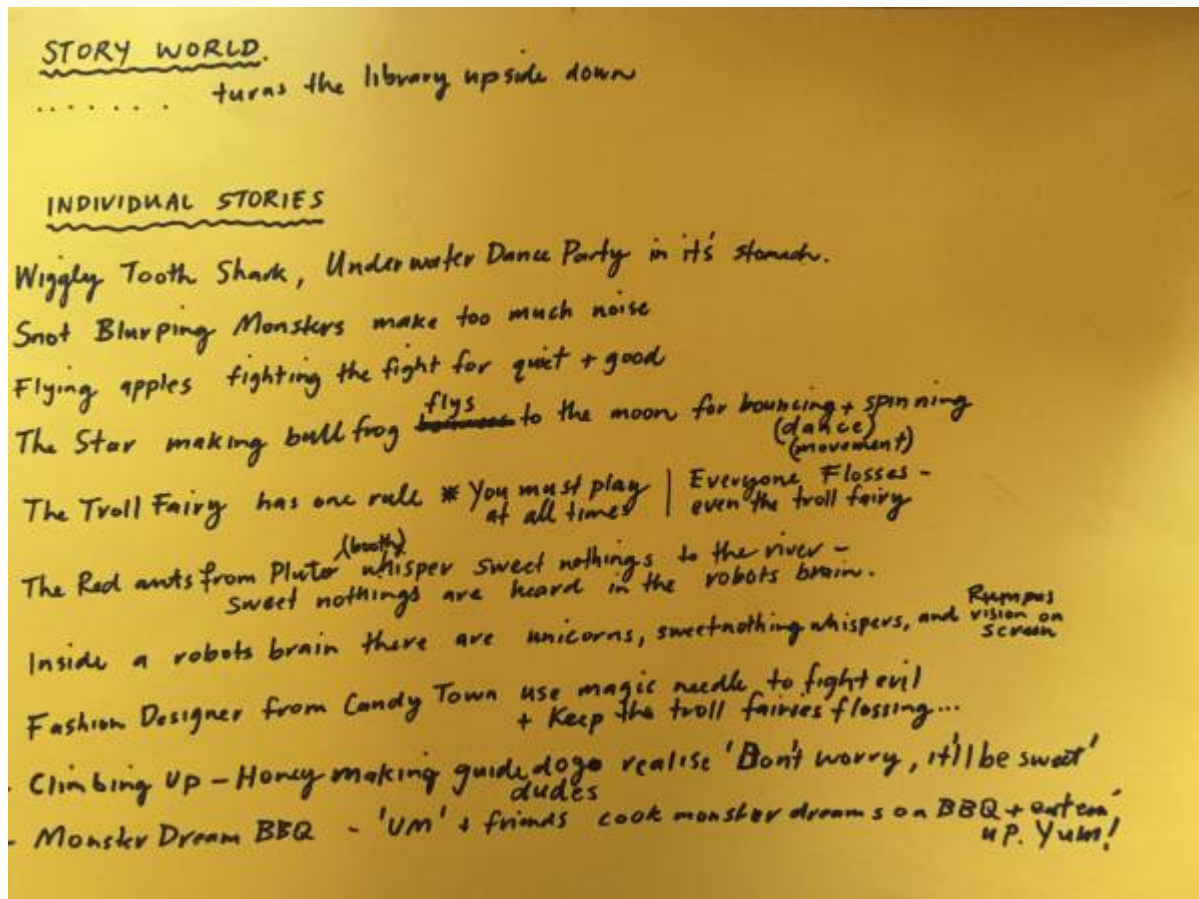 STORY WORLD.
....... turns the library upside down
INDIVIDUAL STORIES
Wiggly Tooth Shark, Underwater Dance Party in it's stomach.
Snot Blurping Monsters make too much noise
Flying apples fighting the fight for quiet + good
flys
The Star making bull frog to the moon for bouncing + spinning
(dance)
(movement)
The Troll Fairy has one rule * You must play | Everyone Flosses -
at all times | even the troll fairy
(booth)
The Red ants from Pluto whisper sweet nothings to the river -
sweet nothings are heard in the robots brain.
Rumpus
Inside a robots brain there are unicorns, sweetnothing whispers, and vision on
screen
Fashion Designer from Candy Town use magic needle to fight evil
+ Keep the troll fairies flossing...
- Climbing Up - Honey making guide dogo realise 'Don't worry, it'll be sweet'
dudes
- Monster Dream BBQ - 'UM' + friends cook monster dreams on BBQ + eat em'
up. Yum!